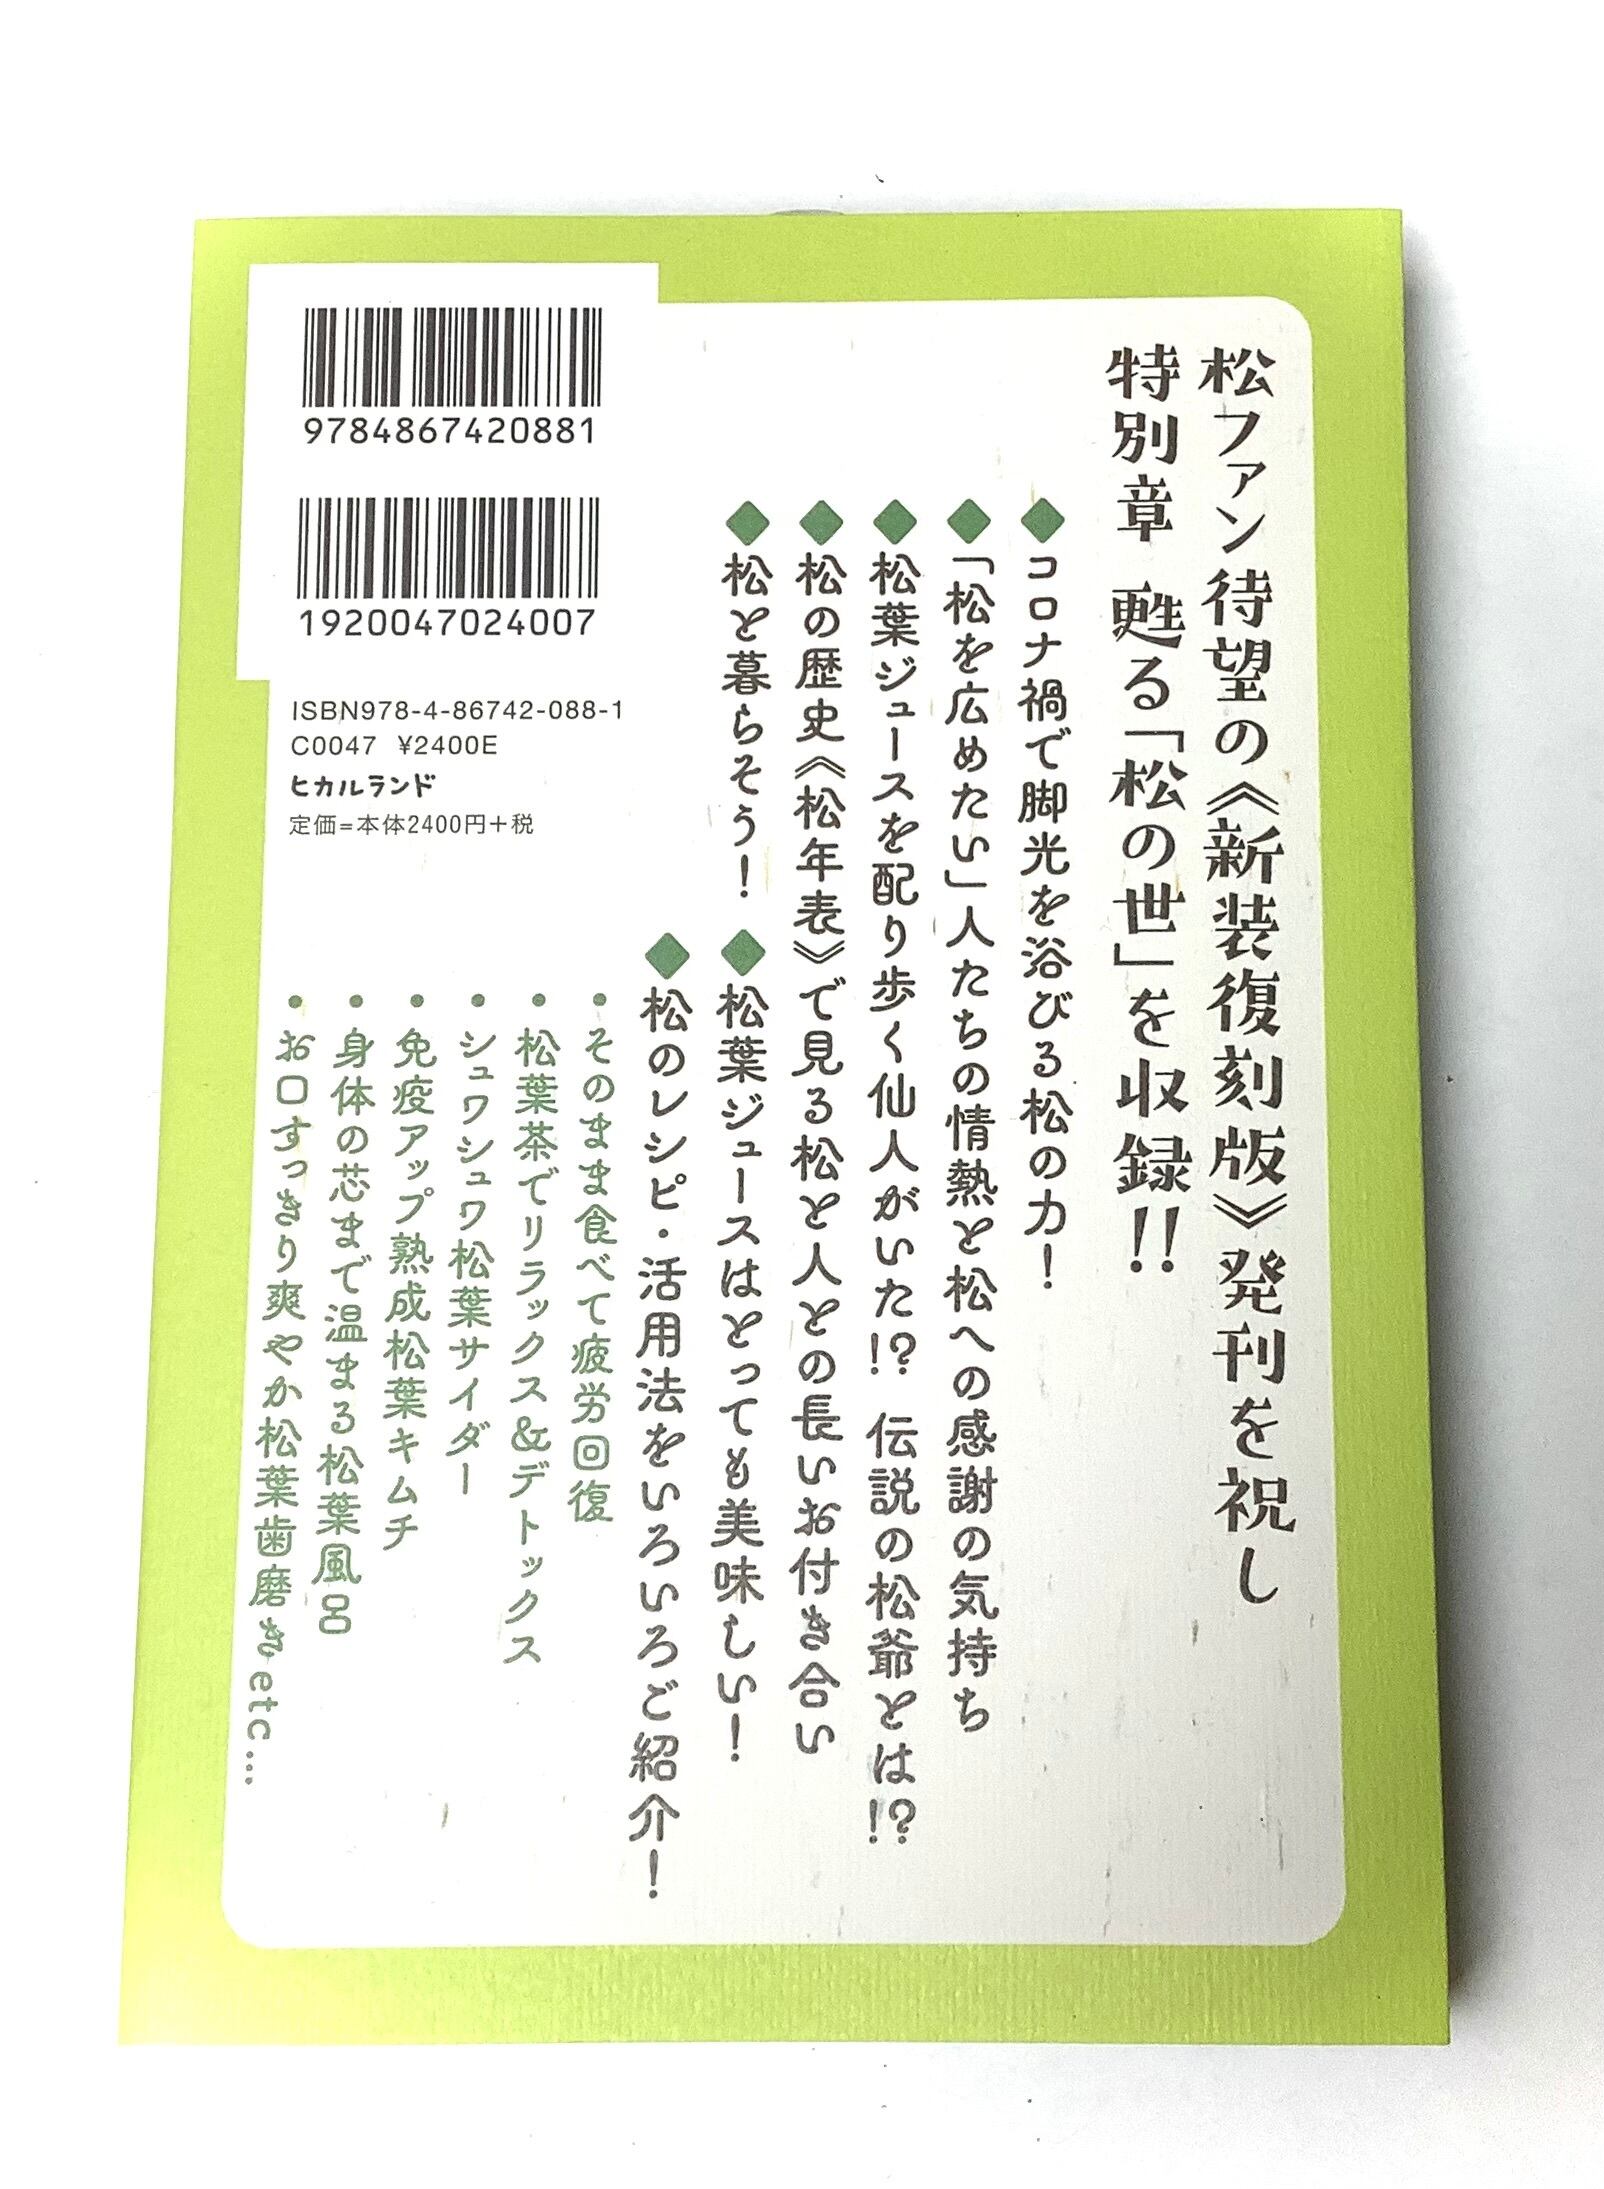 松ファン待望の《新装復刻版》発刊を祝し
特別章 甦る「松の世」を収録!!
◆コロナ禍で脚光を浴びる松の力!
◆「松を広めたい」人たちの情熱と松への感謝の気持ち
◆松葉ジュースを配り歩く仙人がいた!? 伝説の松爺とは!?
◆松の歴史《松年表》で見る松と人との長いお付き合い
◆松と暮らそう! ◆松葉ジュースはとっても美味しい!
◆松のレシピ・活用法をいろいろご紹介!
•そのまま食べて疲労回復
•松葉茶でリラックス&デトックス
•シュワシュワ松葉サイダー
•免疫アップ熟成松葉キムチ
•身体の芯まで温まる松葉風呂
•お口すっきり爽やか松葉歯磨きetc…
9784867420881
1920047024007
ISBN978-4-86742-088-1
C0047 ¥2400E
ヒカルランド
定価=本体2400円+税